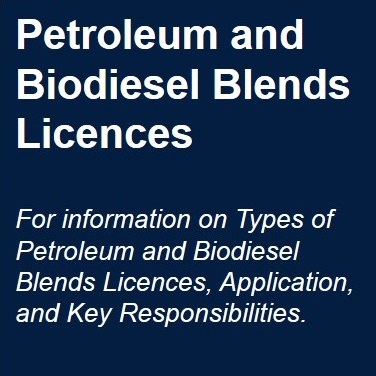 Petroleum and
Biodiesel Blends
Licences
For information on Types of
Petroleum and Biodiesel
Blends Licences, Application,
and Key Responsibilities.